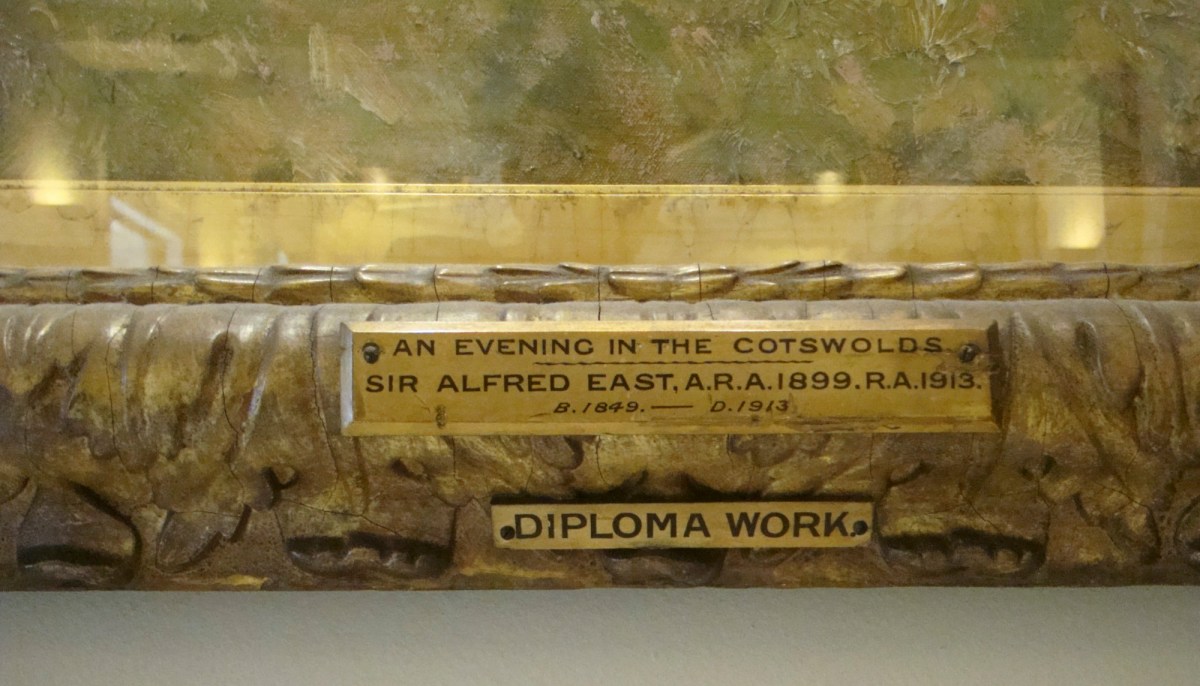 AN EVENING IN THE COTSWOLDS.
SIR ALFRED EAST, A.R.A. 1899. R.A. 1913.
B. 1849. — D. 1913
DIPLOMA WORK.